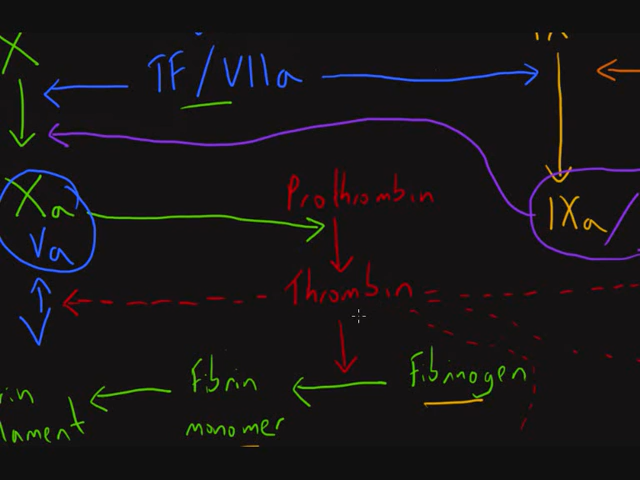 X
TF/VIIa
Prothrombin
Xa
Va
IXa/
Thrombin
Fibrin
monomer
Fibrinogen